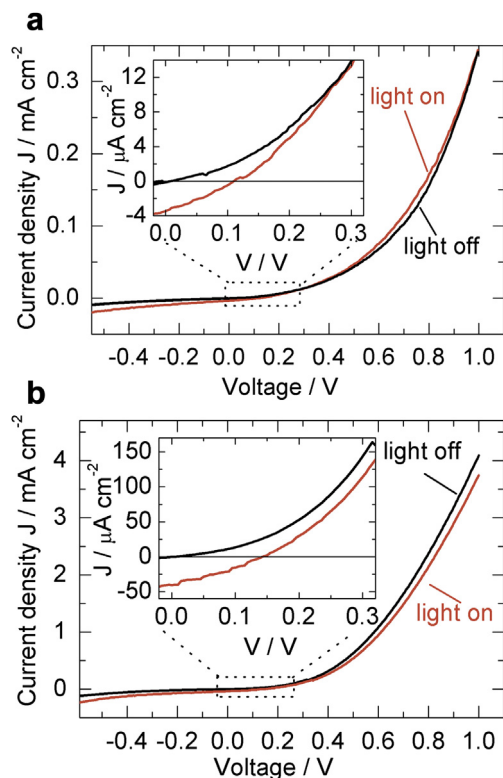 a
Current density J / mA cm-2
0.3
0.2
0.1
0.0
J / μA cm-2
12
8
4
0
-4
0.0 0.1 0.2 0.3
V / V
light on
light off
-0.4 -0.2 0.0 0.2 0.4 0.6 0.8 1.0
Voltage / V
b
Current density J / mA cm-2
4
3
2
1
0
J / μA cm-2
150
100
50
0
-50
0.0 0.1 0.2 0.3
V / V
light off
light on
-0.4 -0.2 0.0 0.2 0.4 0.6 0.8 1.0
Voltage / V